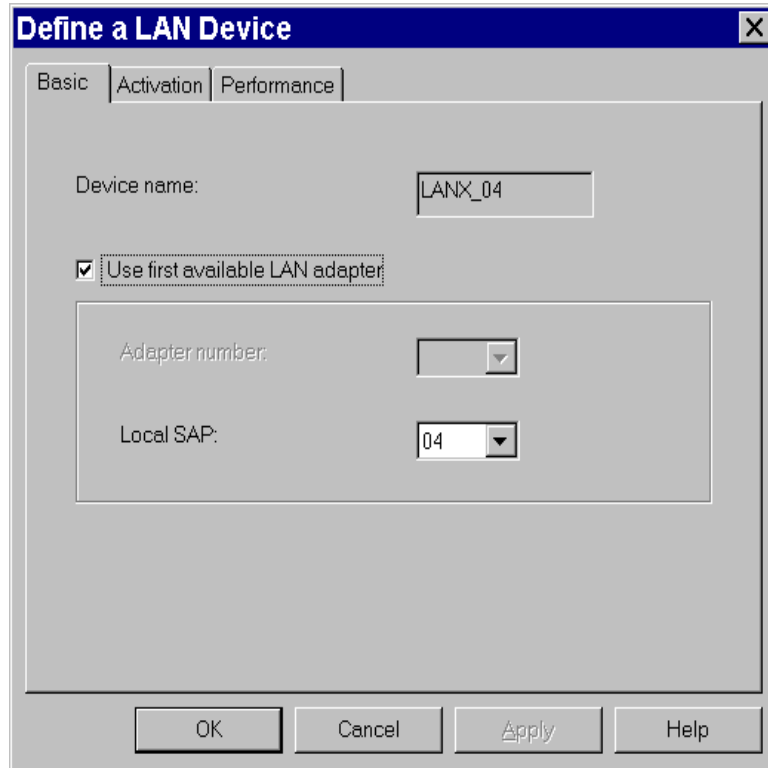 Define a LAN Device
Basic Activation Performance
Device name: LANX_04
Use first available LAN adapter
Adapter number:
Local SAP: 04
OK Cancel Apply Help